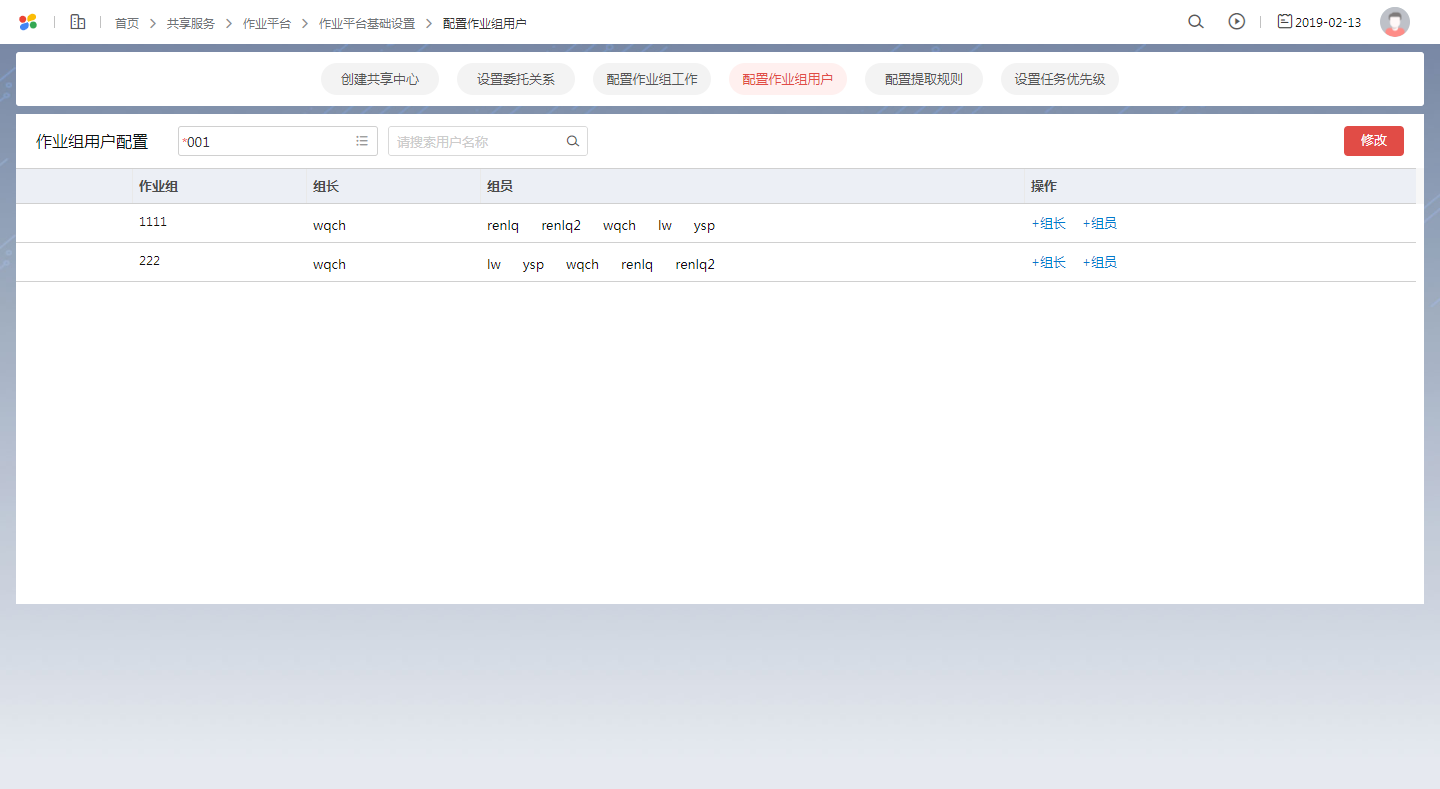 首页 共享服务 作业平台 作业平台基础设置 配置作业组用户 2019-02-13
创建共享中心 设置委托关系 配置作业组工作 配置作业组用户 配置提取规则 设置任务优先级
作业组用户配置 *001 请搜索用户名称 修改
作业组 组长 组员 操作
1111 wqch renlq renlq2 wqch lw ysp +组长 +组员
222 wqch lw ysp wqch renlq renlq2 +组长 +组员